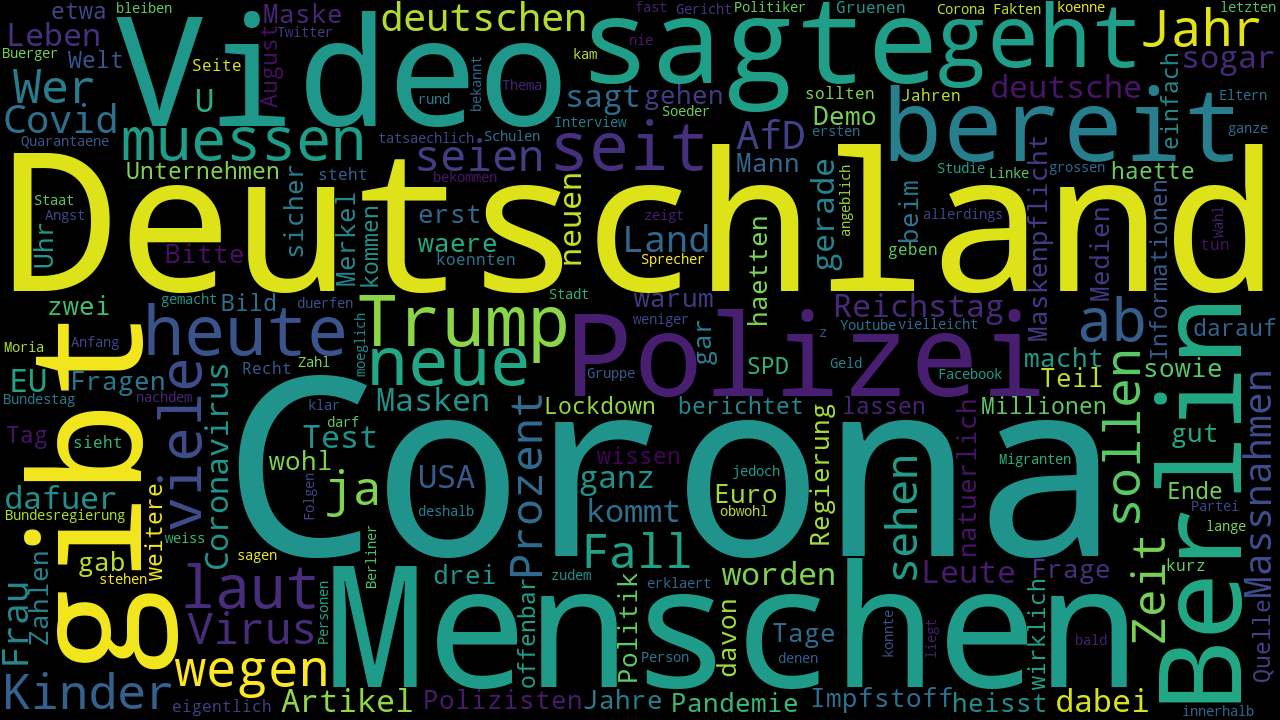 bleiben
etwa
Maske
deutschen
fast
Gericht
Politiker
Gruenen
Corona Fakten
koenne
letzten
Leben
Twitter
Video
nie
sagte
geht
Jahr
Buerger
Welt
Seite
August
bekannt
kam
sogar
Wer
U
rund
Thema
sagt
gehen
Soeder
sollten
Jahren
deutsche
einfach
Eltern
Covid
Interview
Demo
bereit
ganze
Quarantaene
muessen
tatsaechlich
Schulen
seit
AfD
ersten
Unternehmen
seien
Mann
Studie
Linke
grossen
haette
sicher
steht
bekommen
neuen
gerade
angeblich
Maskenpflicht
Staat
Angst
Deutschland
Uhr
Merkel
kommen
erst
zeigt
beim
allerdings
Medien
Informationen
Wahl
Bitte
waere
koennten
Land
Sprecher
haetten
geben
tun
zwei
gemacht
Bild
duerfen
Stadt
warum
Reichstag
Moria
Anfang
heute
Trump
weniger
gar
Polizei
z
Youtube
vielleicht
ab
darauf
gibt
moeglich
neue
Gruppe
SPD
Geld
Facebook
macht
sowie
EU
Fragen
Recht
Zahl
Teil
Bundestag
nachdem
viele
coronavirus
klar
Masken
Prozent
Lockdown
berichtet
lassen
Millionen
sollen
Berlin
Massnahmen
Tag
sieht
darf
Test
Corona
Regierung
natuerlich
gut
wohl
wissen
jedoch
Migranten
dafuer
ja
USA
ganz
Euro
sehen
Ende
Partei
Bundesregierung
weitere
Folgen
deshalb
kommt
obwohl
lange
weiss
Fall
gab
sagen
Berliner
Zahlen
stehen
laut
Menschen
drei
zudem
erklaert
worden
Leute
Frage
Zeit
kurz
Frau
Virus
Personen
offenbar
Politik
davon
Tage
konnte
liegt
wirklich
bald
Quelle
wegen
Person
denen
Kinder
eigentlich
Artikel
Polizisten
Jahre
Pandemie
Impfstoff
heisst
dabei
innerhalb